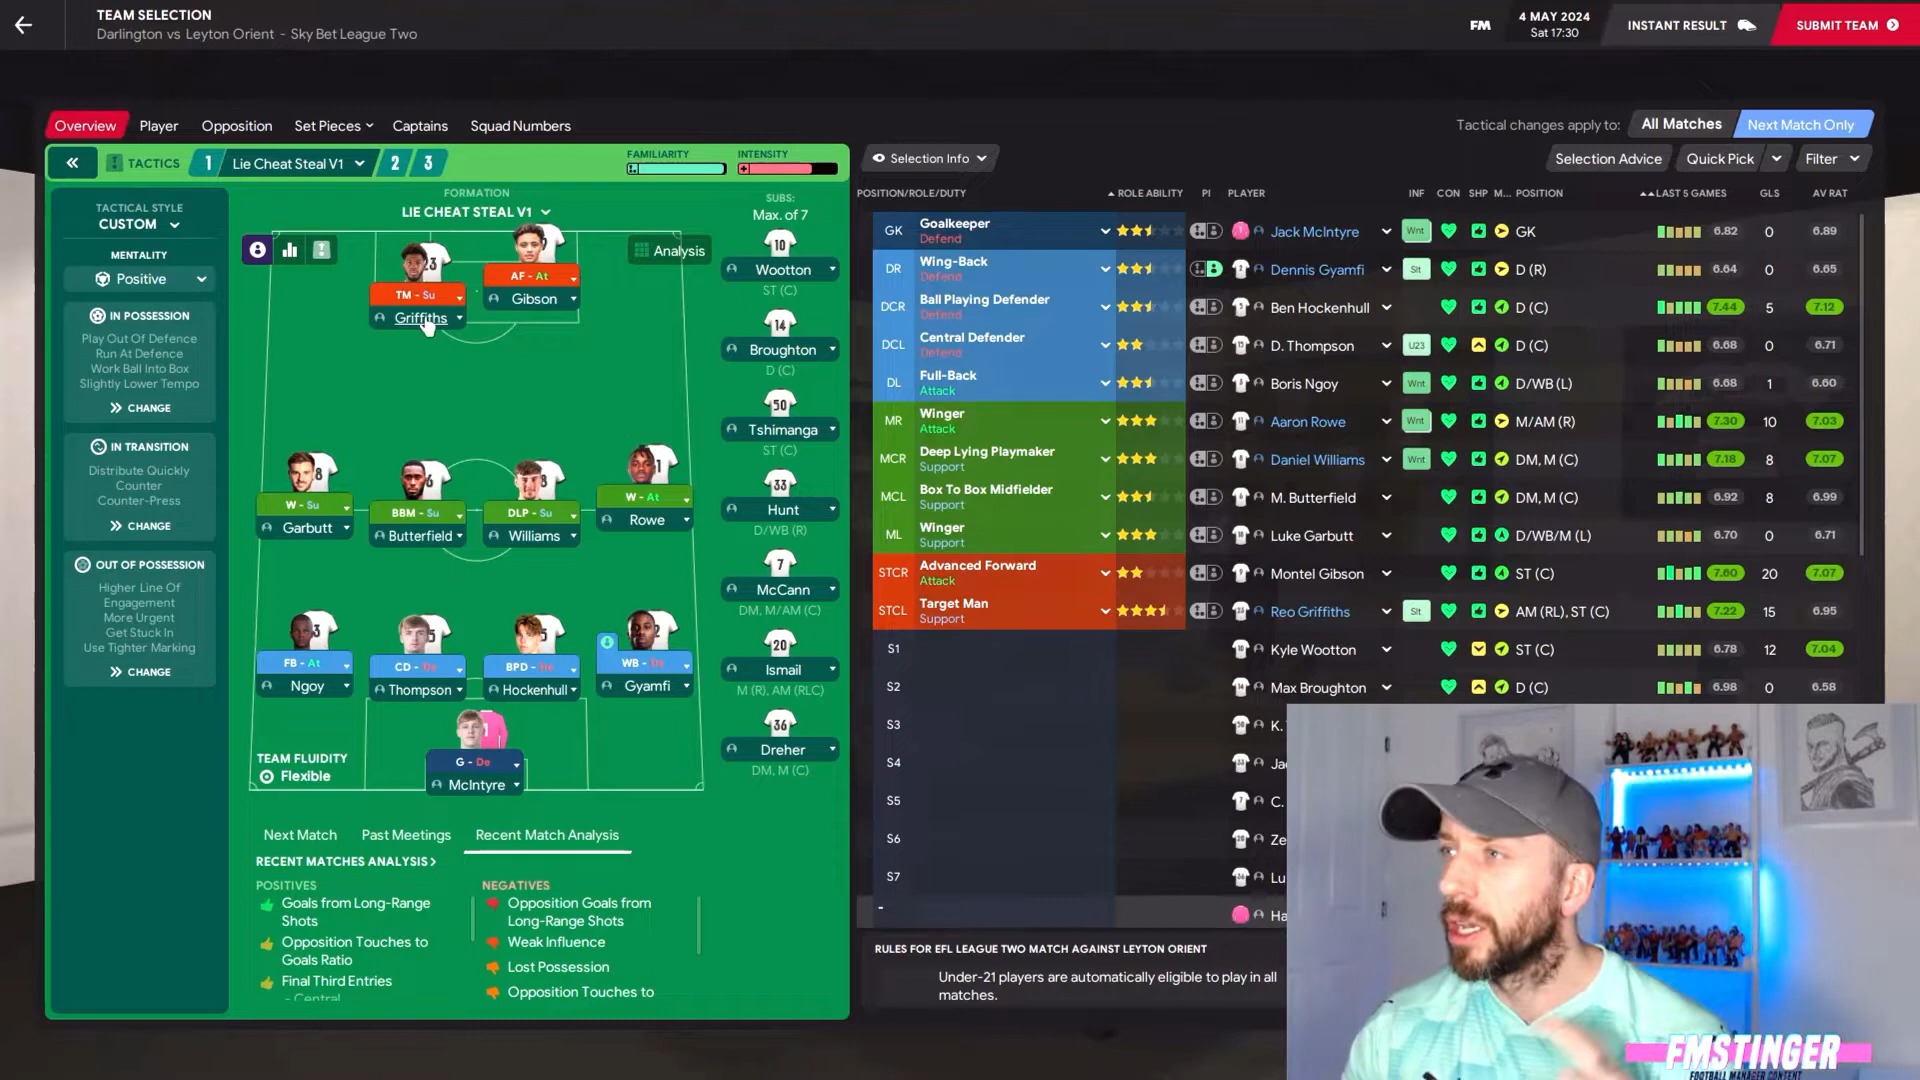 TEAM SELECTION
Darlington vs Leyton Orient - Sky Bet League Two
FM
4 MAY 2024
Sat 17:30
INSTANT RESULT
SUBMIT TEAM
Overview
Player
Opposition
Set Pieces
Captains
Squad Numbers
Tactical changes apply to:
All Matches
Next Match Only
TACTICS
1
Lie Cheat Steal V1
2
3
FAMILIARITY
INTENSITY
Selection Info
Selection Advice
Quick Pick
Filter
TACTICAL STYLE
CUSTOM
MENTALITY
Positive
IN POSSESSION
Play Out Of Defence
Run At Defence
Work Ball Into Box
Slightly Lower Tempo
CHANGE
IN TRANSITION
Distribute Quickly
Counter
Counter-Press
CHANGE
OUT OF POSSESSION
Higher Line Of
Engagement
More Urgent
Get Stuck In
Use Tighter Marking
CHANGE
FORMATION
LIE CHEAT STEAL V1
Analysis
TM - Su
Griffiths
AF - At
Gibson
W - Su
Garbutt
BBM - Su
Butterfield
DLP - Su
Williams
W - At
Rowe
FB - At
Ngoy
CD - De
Thompson
BPD - De
Hockenhull
WB - De
Gyamfi
G - De
McIntyre
TEAM FLUIDITY
Flexible
SUBS:
Max. of 7
10
Wootton
ST (C)
14
Broughton
D (C)
50
Tshimanga
ST (C)
33
Hunt
D/WB (R)
7
McCann
DM, M/AM (C)
20
Ismail
M (R), AM (RLC)
36
Dreher
DM, M (C)
Next Match
Past Meetings
Recent Match Analysis
RECENT MATCHES ANALYSIS >
POSITIVES
Goals from Long-Range
Shots
Opposition Touches to
Goals Ratio
Final Third Entries
- Central
NEGATIVES
Opposition Goals from
Long-Range Shots
Weak Influence
Lost Possession
Opposition Touches to
POSITION/ROLE/DUTY ROLE ABILITY PI PLAYER INF CON SHP M... POSITION LAST 5 GAMES GLS AV RAT
GK Goalkeeper Defend Jack McIntyre Wnt GK 6.82 0 6.89
DR Wing-Back Defend Dennis Gyamfi Slt D (R) 6.64 0 6.65
DCR Ball Playing Defender Defend Ben Hockenhull D (C) 7.44 5 7.12
DCL Central Defender Defend D. Thompson U23 D (C) 6.68 0 6.71
DL Full-Back Attack Boris Ngoy Wnt D/WB (L) 6.68 1 6.60
MR Winger Attack Aaron Rowe Wnt M/AM (R) 7.30 10 7.03
MCR Deep Lying Playmaker Support Daniel Williams Wnt DM, M (C) 7.18 8 7.07
MCL Box To Box Midfielder Support M. Butterfield DM, M (C) 6.92 8 6.99
ML Winger Support Luke Garbutt D/WB/M (L) 6.70 0 6.71
STCR Advanced Forward Attack Montel Gibson ST (C) 7.60 20 7.07
STCL Target Man Support Reo Griffiths Slt AM (RL), ST (C) 7.22 15 6.95
S1 Kyle Wootton ST (C) 6.78 12 7.04
S2 Max Broughton D (C) 6.98 0 6.58
S3 K.
S4 Ja
S5 C.
S6 Ze
S7 Lu
- Ha
RULES FOR EFL LEAGUE TWO MATCH AGAINST LEYTON ORIENT
Under-21 players are automatically eligible to play in all
matches.
FMSTINGER
FOOTBALL MANAGER CONTENT